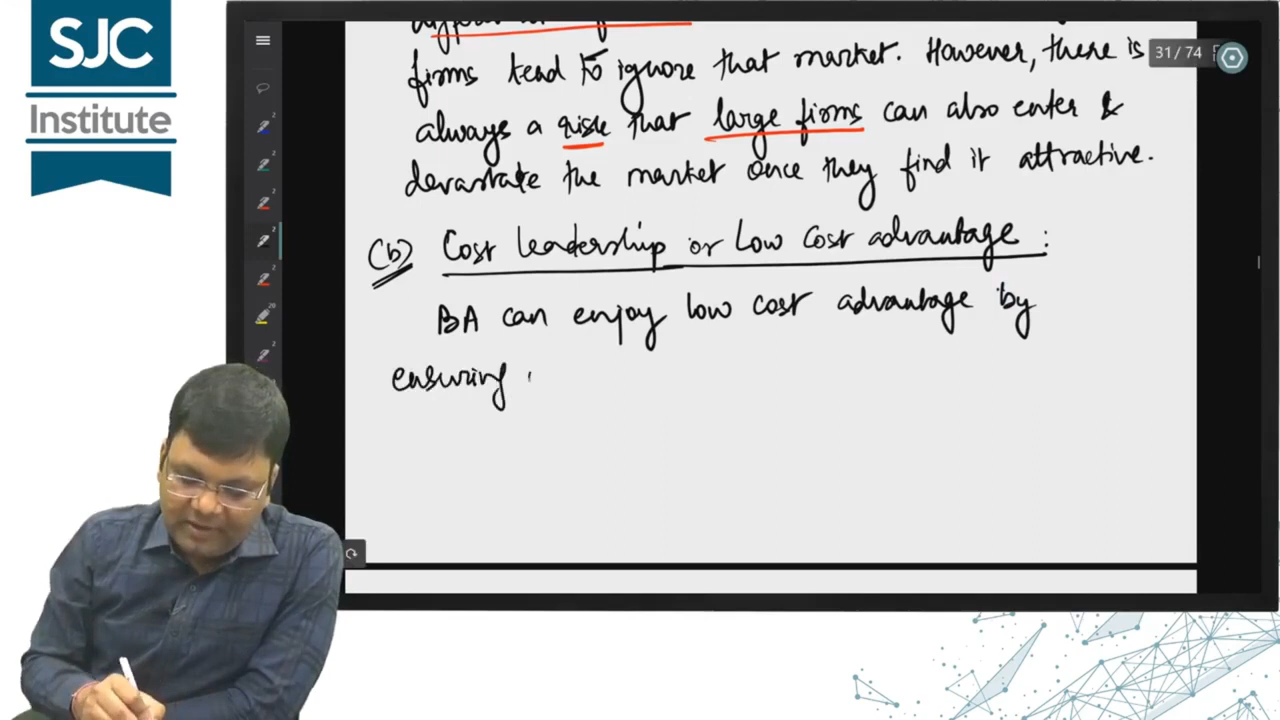 SJC
Institute
31 / 74
firms tend to ignore that market. However, there is
always a risk that large firms can also enter &
devastate the market once they find it attractive.
(b) Cost leadership or Low cost advantage :
BA can enjoy low cost advantage by
ensuring